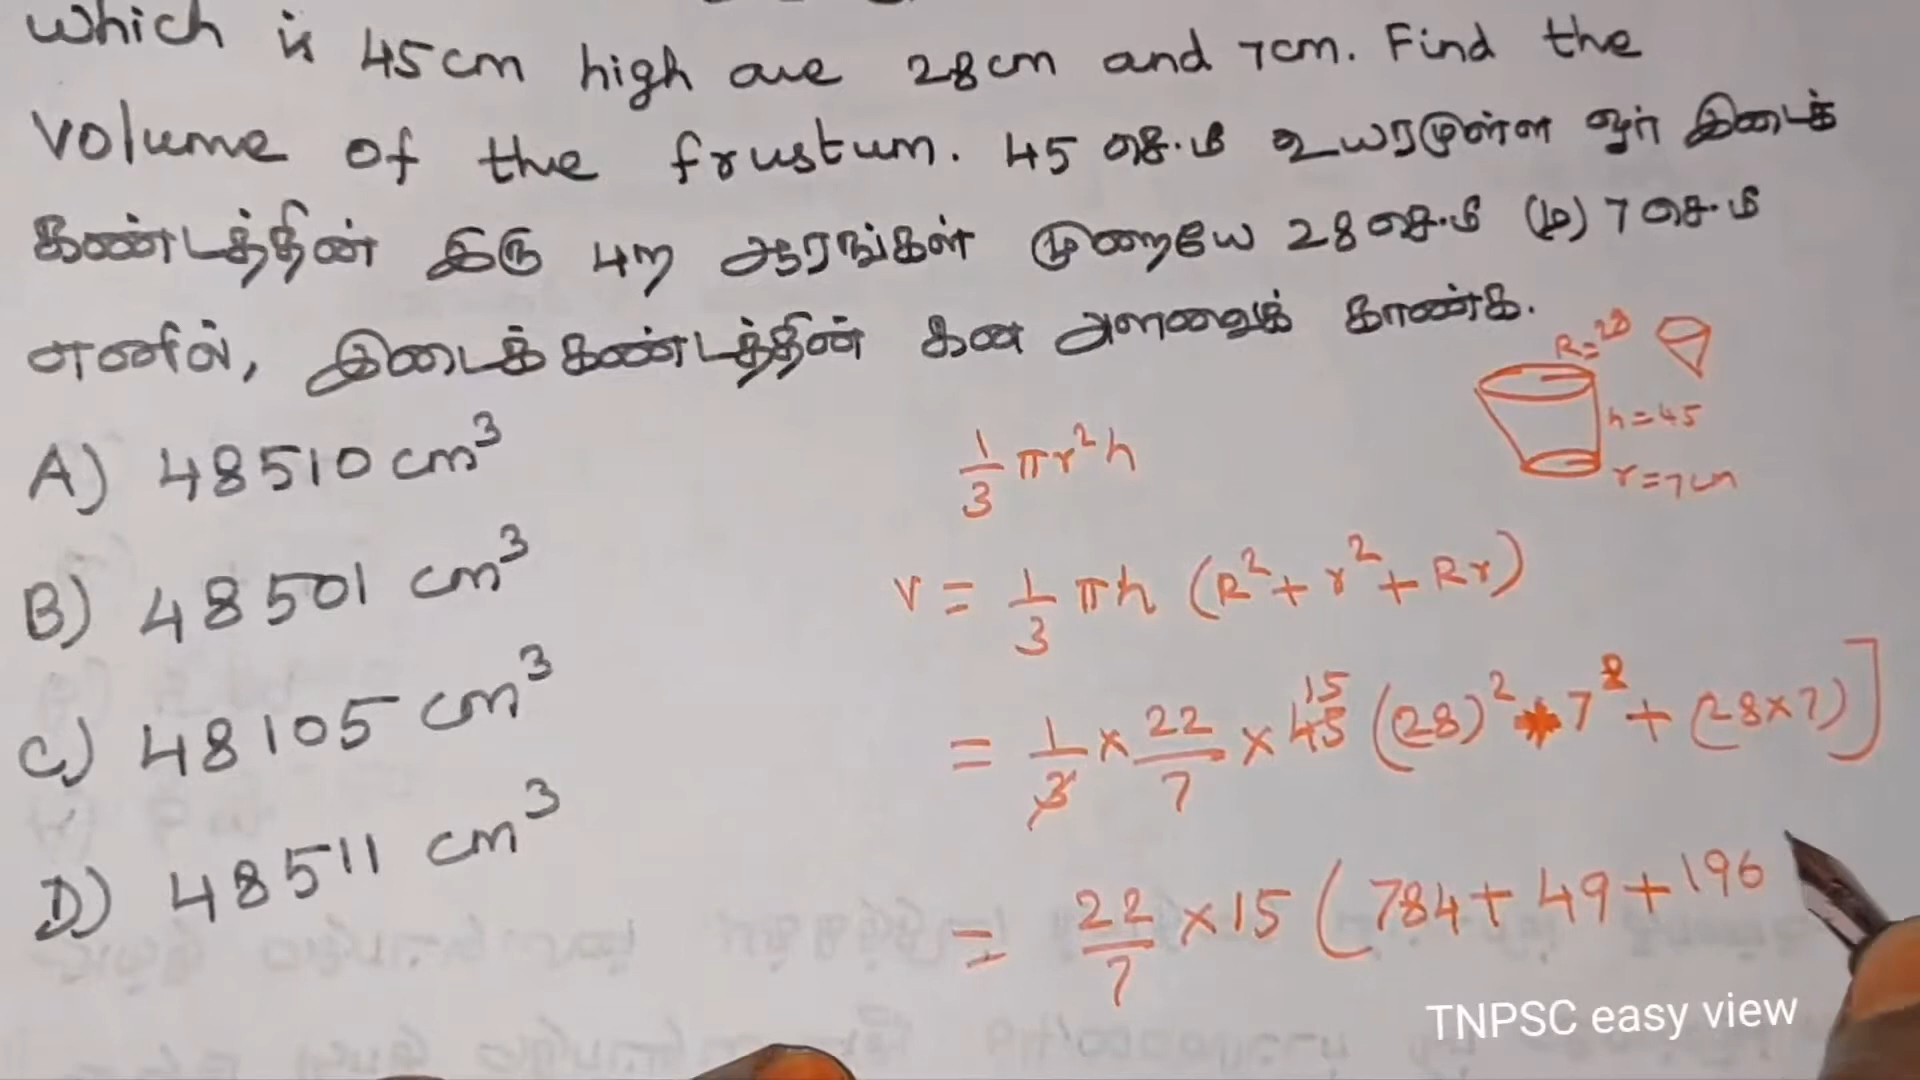 which is 45cm high are 28cm and 7cm. Find the
Volume of the frustum. 45 செ.மீ உயரமுள்ள ஓர் இடைக்
கண்டத்தின் இரு புற ஆரங்கள் முறையே 28 செ.மீ (ம) 7 செ.மீ
எனில், இடைக்கண்டத்தின் கன அளவைக் காண்க.
R=28
h=45
r=7cm
A) 48510 cm³
B) 48501 cm³
C) 48105 cm³
D) 48511 cm³
1/3 πr²h
V = 1/3 πh (R²+r²+Rr)
= 1/3 × 22/7 × 45 15 ((28)² + 7² + (28×7)]
= 22/7 ×15 (784+49+196
TNPSC easy view